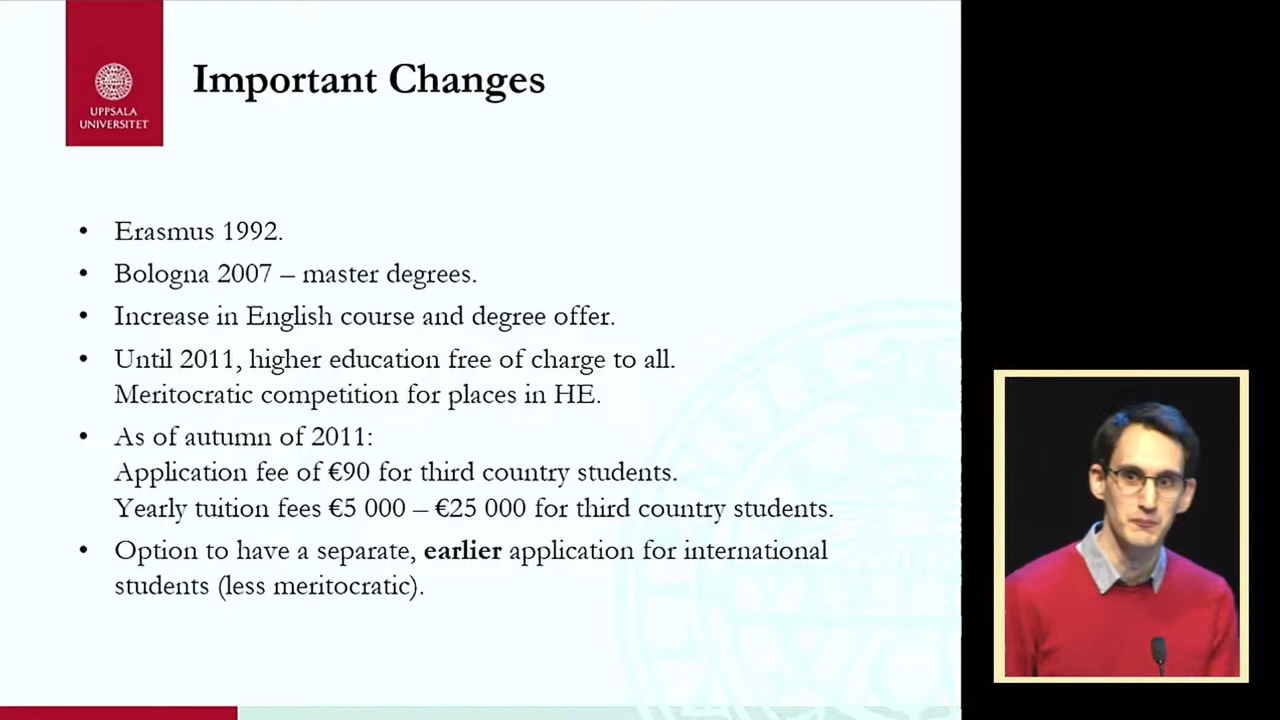 UPPSALA
UNIVERSITET
Important Changes
• Erasmus 1992.
• Bologna 2007 – master degrees.
• Increase in English course and degree offer.
• Until 2011, higher education free of charge to all.
Meritocratic competition for places in HE.
• As of autumn of 2011:
Application fee of €90 for third country students.
Yearly tuition fees €5 000 – €25 000 for third country students.
• Option to have a separate, earlier application for international
students (less meritocratic).